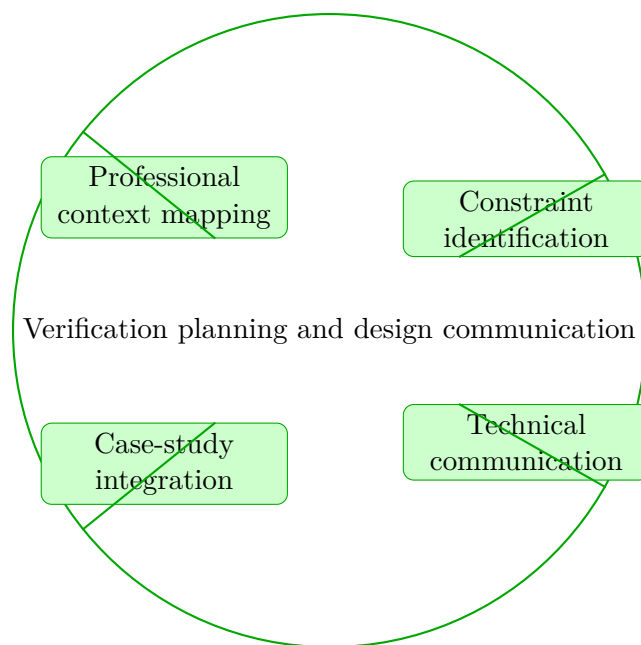 Professional
context mapping
Constraint
identification
Verification planning and design communication
Case-study
integration
Technical
communication